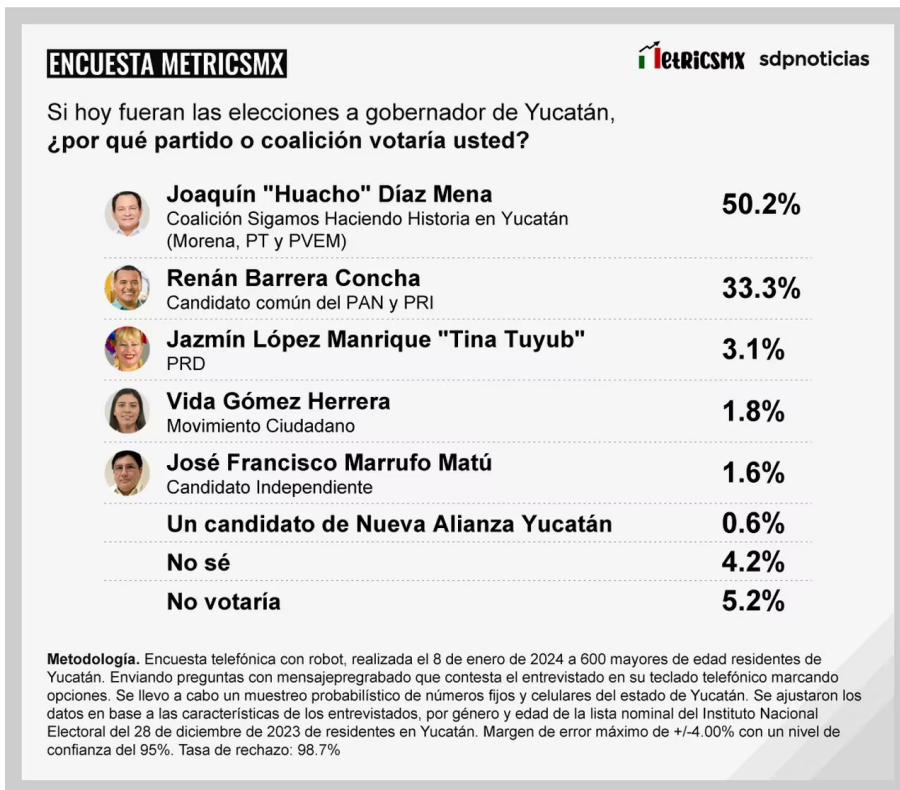 ENCUESTA METRICSMX
METRICSMX sdpnoticias
Si hoy fueran las elecciones a gobernador de Yucatán,
¿por qué partido o coalición votaría usted?
Joaquín "Huacho" Díaz Mena
Coalición Sigamos Haciendo Historia en Yucatán
(Morena, PT y PVEM)
50.2%
Renán Barrera Concha
Candidato común del PAN y PRI
33.3%
Jazmín López Manrique "Tina Tuyub"
PRD
3.1%
Vida Gómez Herrera
Movimiento Ciudadano
1.8%
José Francisco Marrufo Matú
Candidato Independiente
1.6%
Un candidato de Nueva Alianza Yucatán 0.6%
No sé 4.2%
No votaría 5.2%
Metodología. Encuesta telefónica con robot, realizada el 8 de enero de 2024 a 600 mayores de edad residentes de
Yucatán. Enviando preguntas con mensajepregrabado que contesta el entrevistado en su teclado telefónico marcando
opciones. Se llevo a cabo un muestreo probabilístico de números fijos y celulares del estado de Yucatán. Se ajustaron los
datos en base a las características de los entrevistados, por género y edad de la lista nominal del Instituto Nacional
Electoral del 28 de diciembre de 2023 de residentes en Yucatán. Margen de error máximo de +/-4.00% con un nivel de
confianza del 95%. Tasa de rechazo: 98.7%